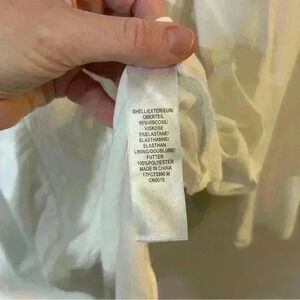 SHELL/EXTERIEUR/
OBERTEIL
95%VISCOSE/
VISKOSE
5%ELASTANE/
ELASTHANNE/
ELASTHAN
LINING/DOUBLURE/
FUTTER
100%POLYESTER
MADE IN CHINA
CN0015